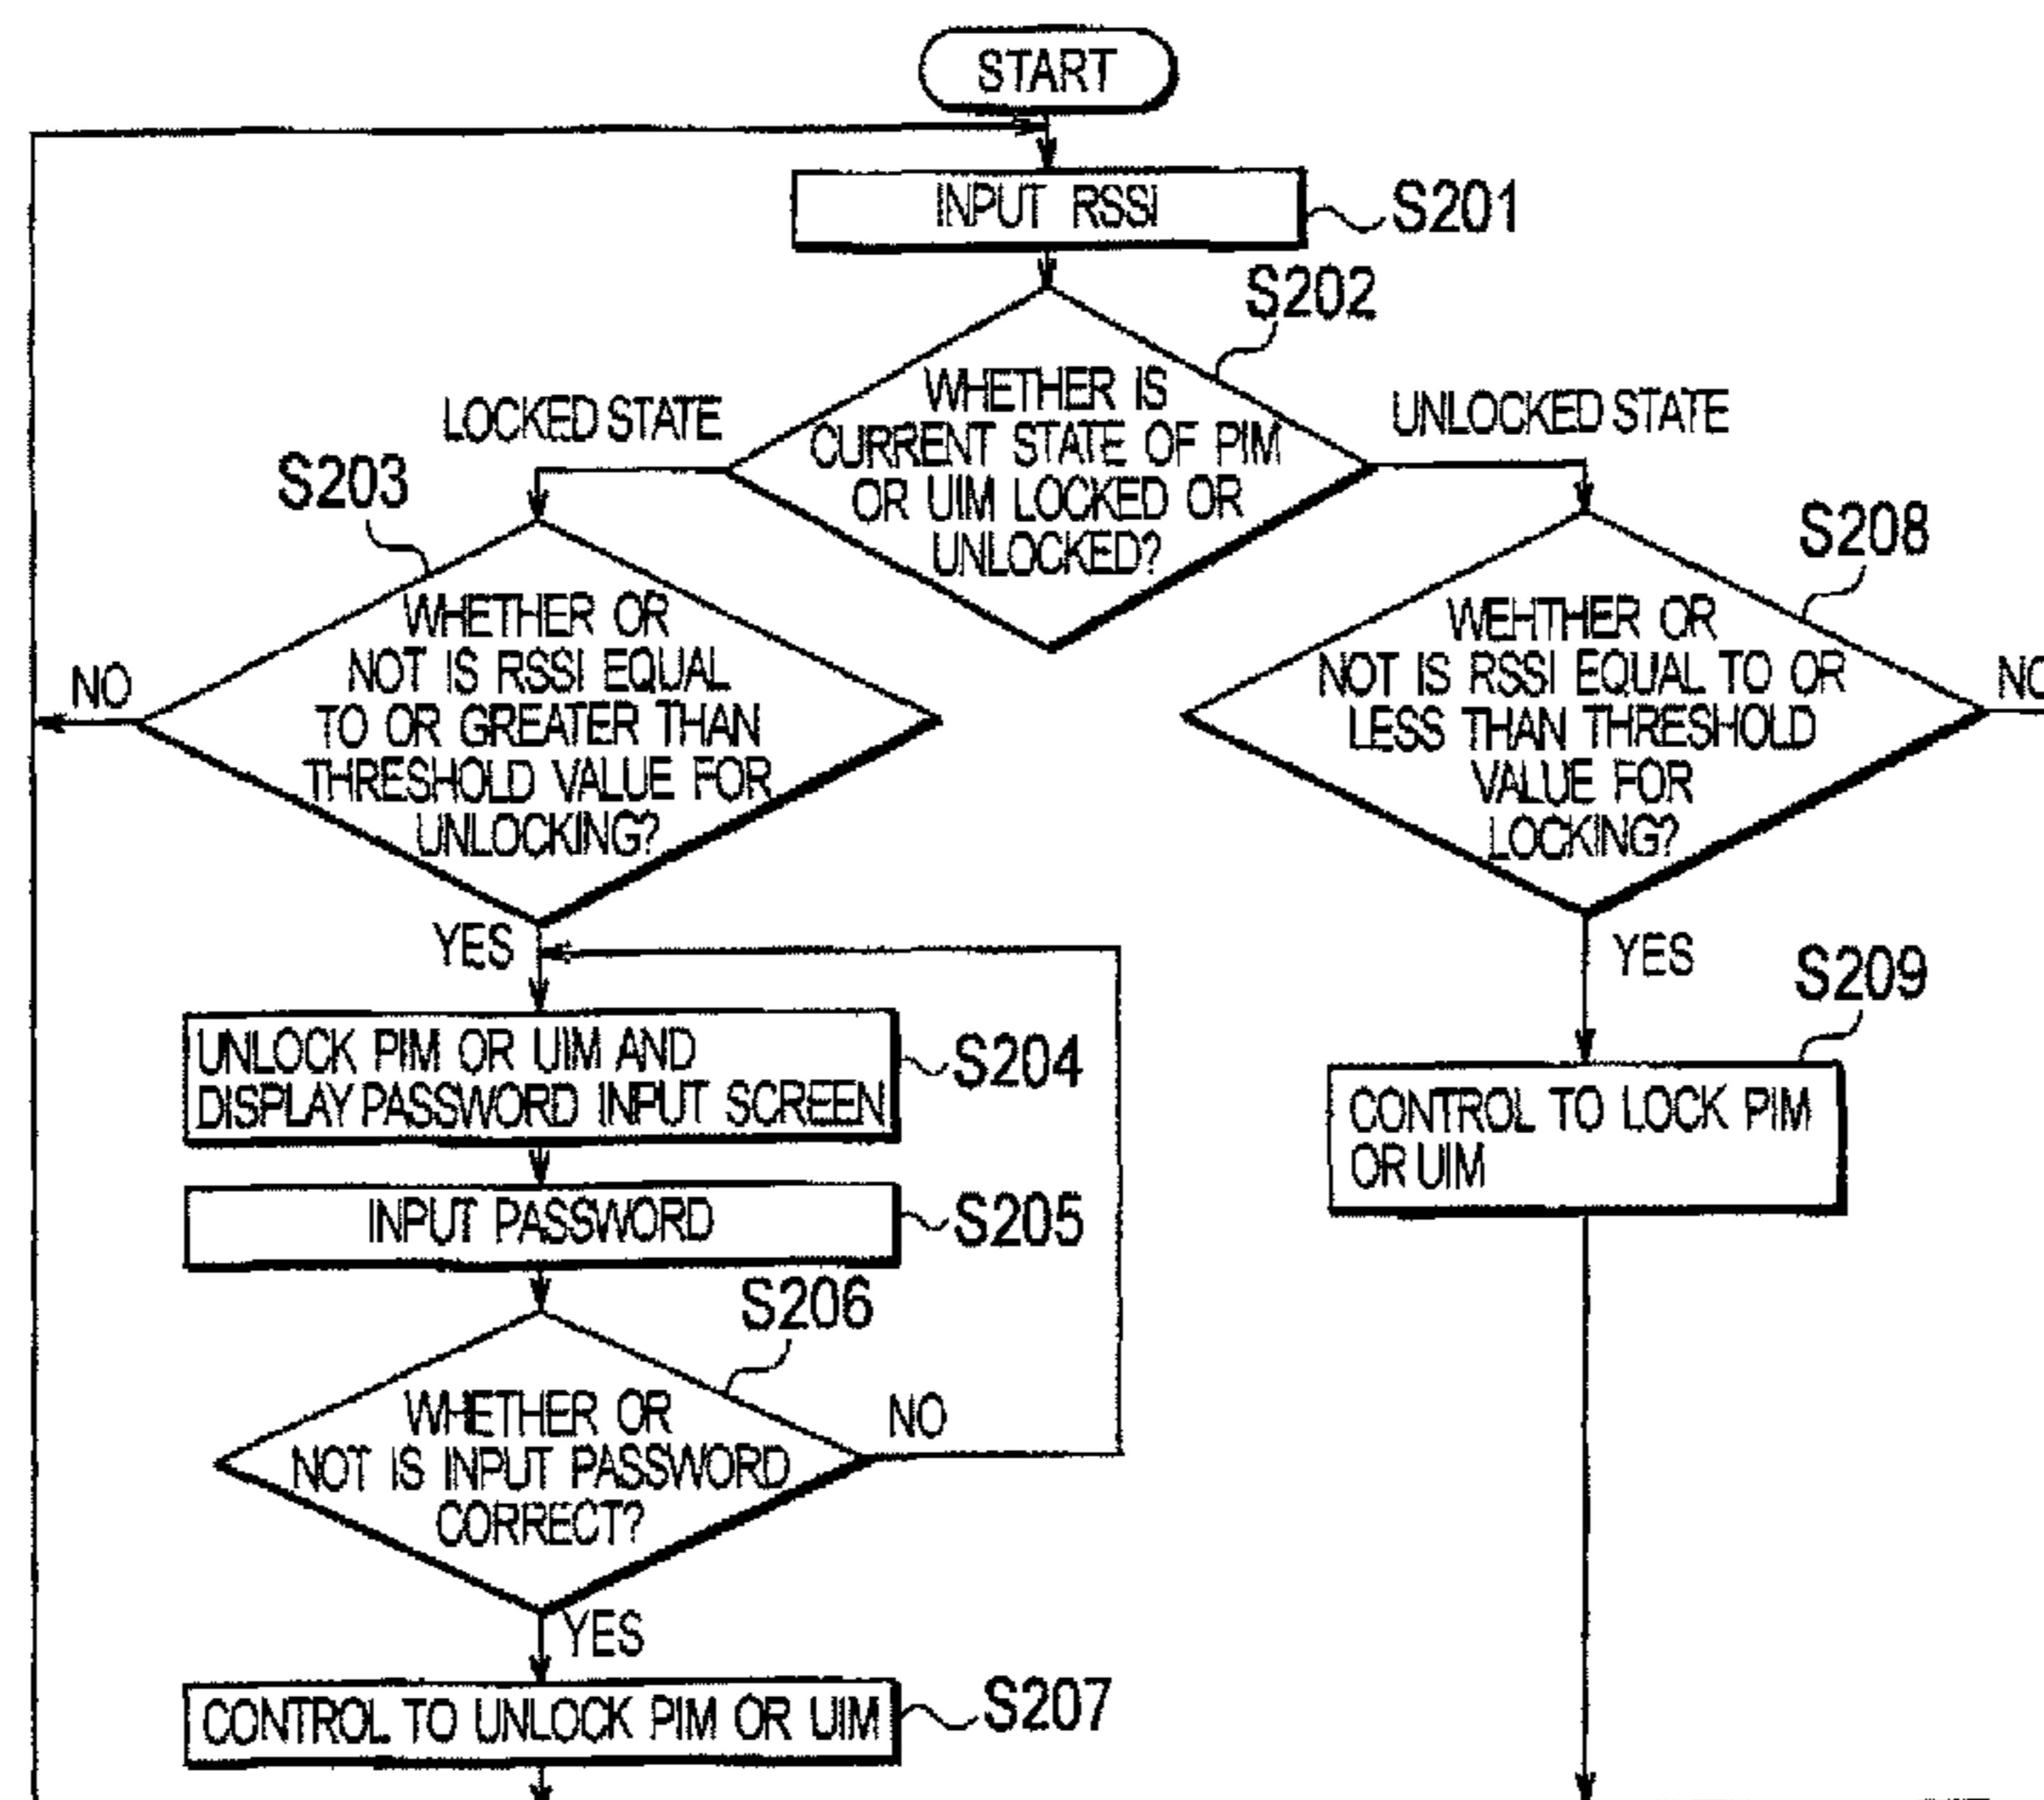 START
INPUT RSSI
S201
S202
WHETHER IS
CURRENT STATE OF PIM
OR UIM LOCKED OR
UNLOCKED?
LOCKED STATE
UNLOCKED STATE
S203
WHETHER OR
NOT IS RSSI EQUAL
TO OR GREATER THAN
THRESHOLD VALUE FOR
UNLOCKING?
NO
YES
S208
WEHTHER OR
NOT IS RSSI EQUAL TO OR
LESS THAN THRESHOLD
VALUE FOR
LOCKING?
NO
YES
UNLOCK PIM OR UIM AND
DISPLAY PASSWORD INPUT SCREEN
S204
S209
CONTROL TO LOCK PIM
OR UIM
INPUT PASSWORD
S205
S206
WHETHER OR
NOT IS INPUT PASSWORD
CORRECT?
NO
YES
CONTROL TO UNLOCK PIM OR UIM
S207